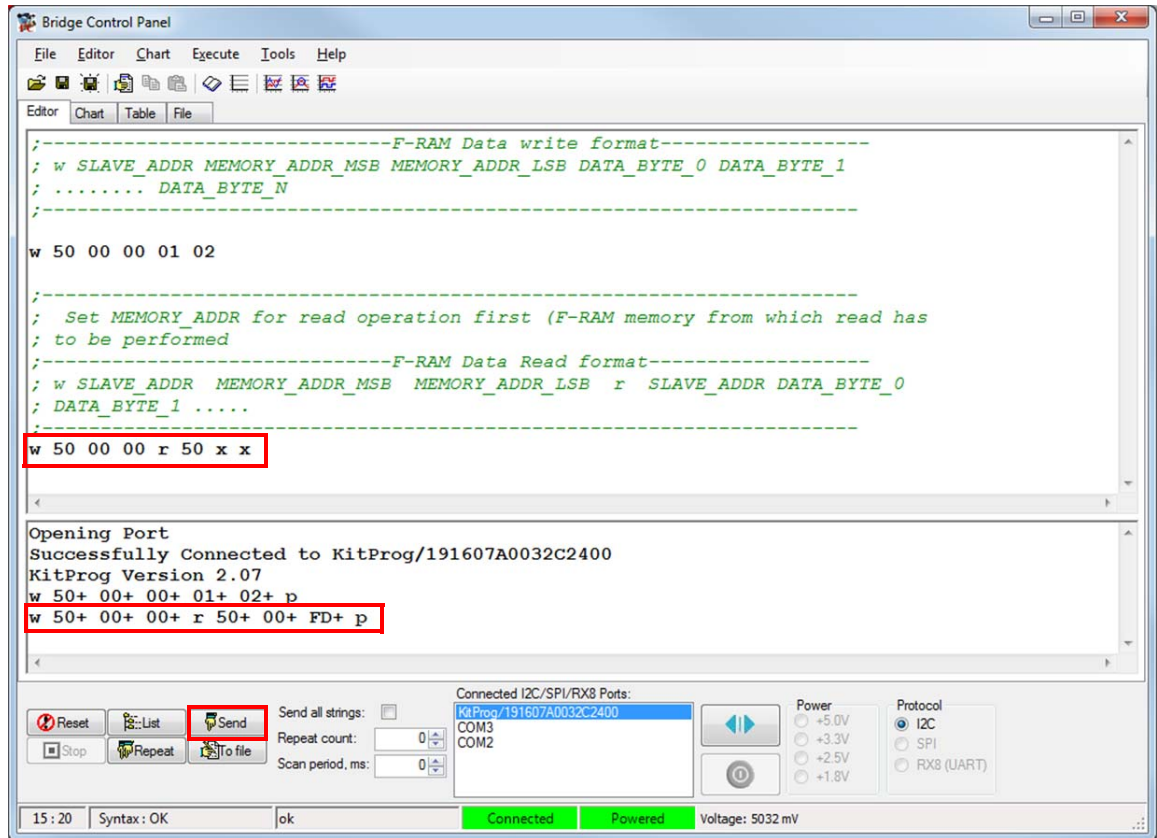 Bridge Control Panel
File Editor Chart Execute Tools Help
Editor Chart Table File
;------------------------------F-RAM Data write format------------------
; w SLAVE_ADDR MEMORY_ADDR_MSB MEMORY_ADDR_LSB DATA_BYTE_0 DATA_BYTE_1
; ........ DATA_BYTE_N
;----------------------------------------------------------------------
w 50 00 00 01 02
;----------------------------------------------------------------------
; Set MEMORY_ADDR for read operation first (F-RAM memory from which read has
; to be performed
;------------------------------F-RAM Data Read format-------------------
; w SLAVE_ADDR MEMORY_ADDR_MSB MEMORY_ADDR_LSB r SLAVE_ADDR DATA_BYTE_0
; DATA_BYTE_1 .....
;----------------------------------------------------------------------
w 50 00 00 r 50 x x
Opening Port
Successfully Connected to KitProg/191607A0032C2400
KitProg Version 2.07
w 50+ 00+ 00+ 01+ 02+ p
w 50+ 00+ 00+ r 50+ 00+ FD+ p
Reset List Send
Stop Repeat To file
Send all strings:
Repeat count: 0
Scan period, ms: 0
Connected I2C/SPI/RX8 Ports:
KitProg/191607A0032C2400
COM3
COM2
Power
+5.0V
+3.3V
+2.5V
+1.8V
Protocol
I2C
SPI
RX8 (UART)
15 : 20 Syntax : OK ok Connected Powered Voltage: 5032 mV